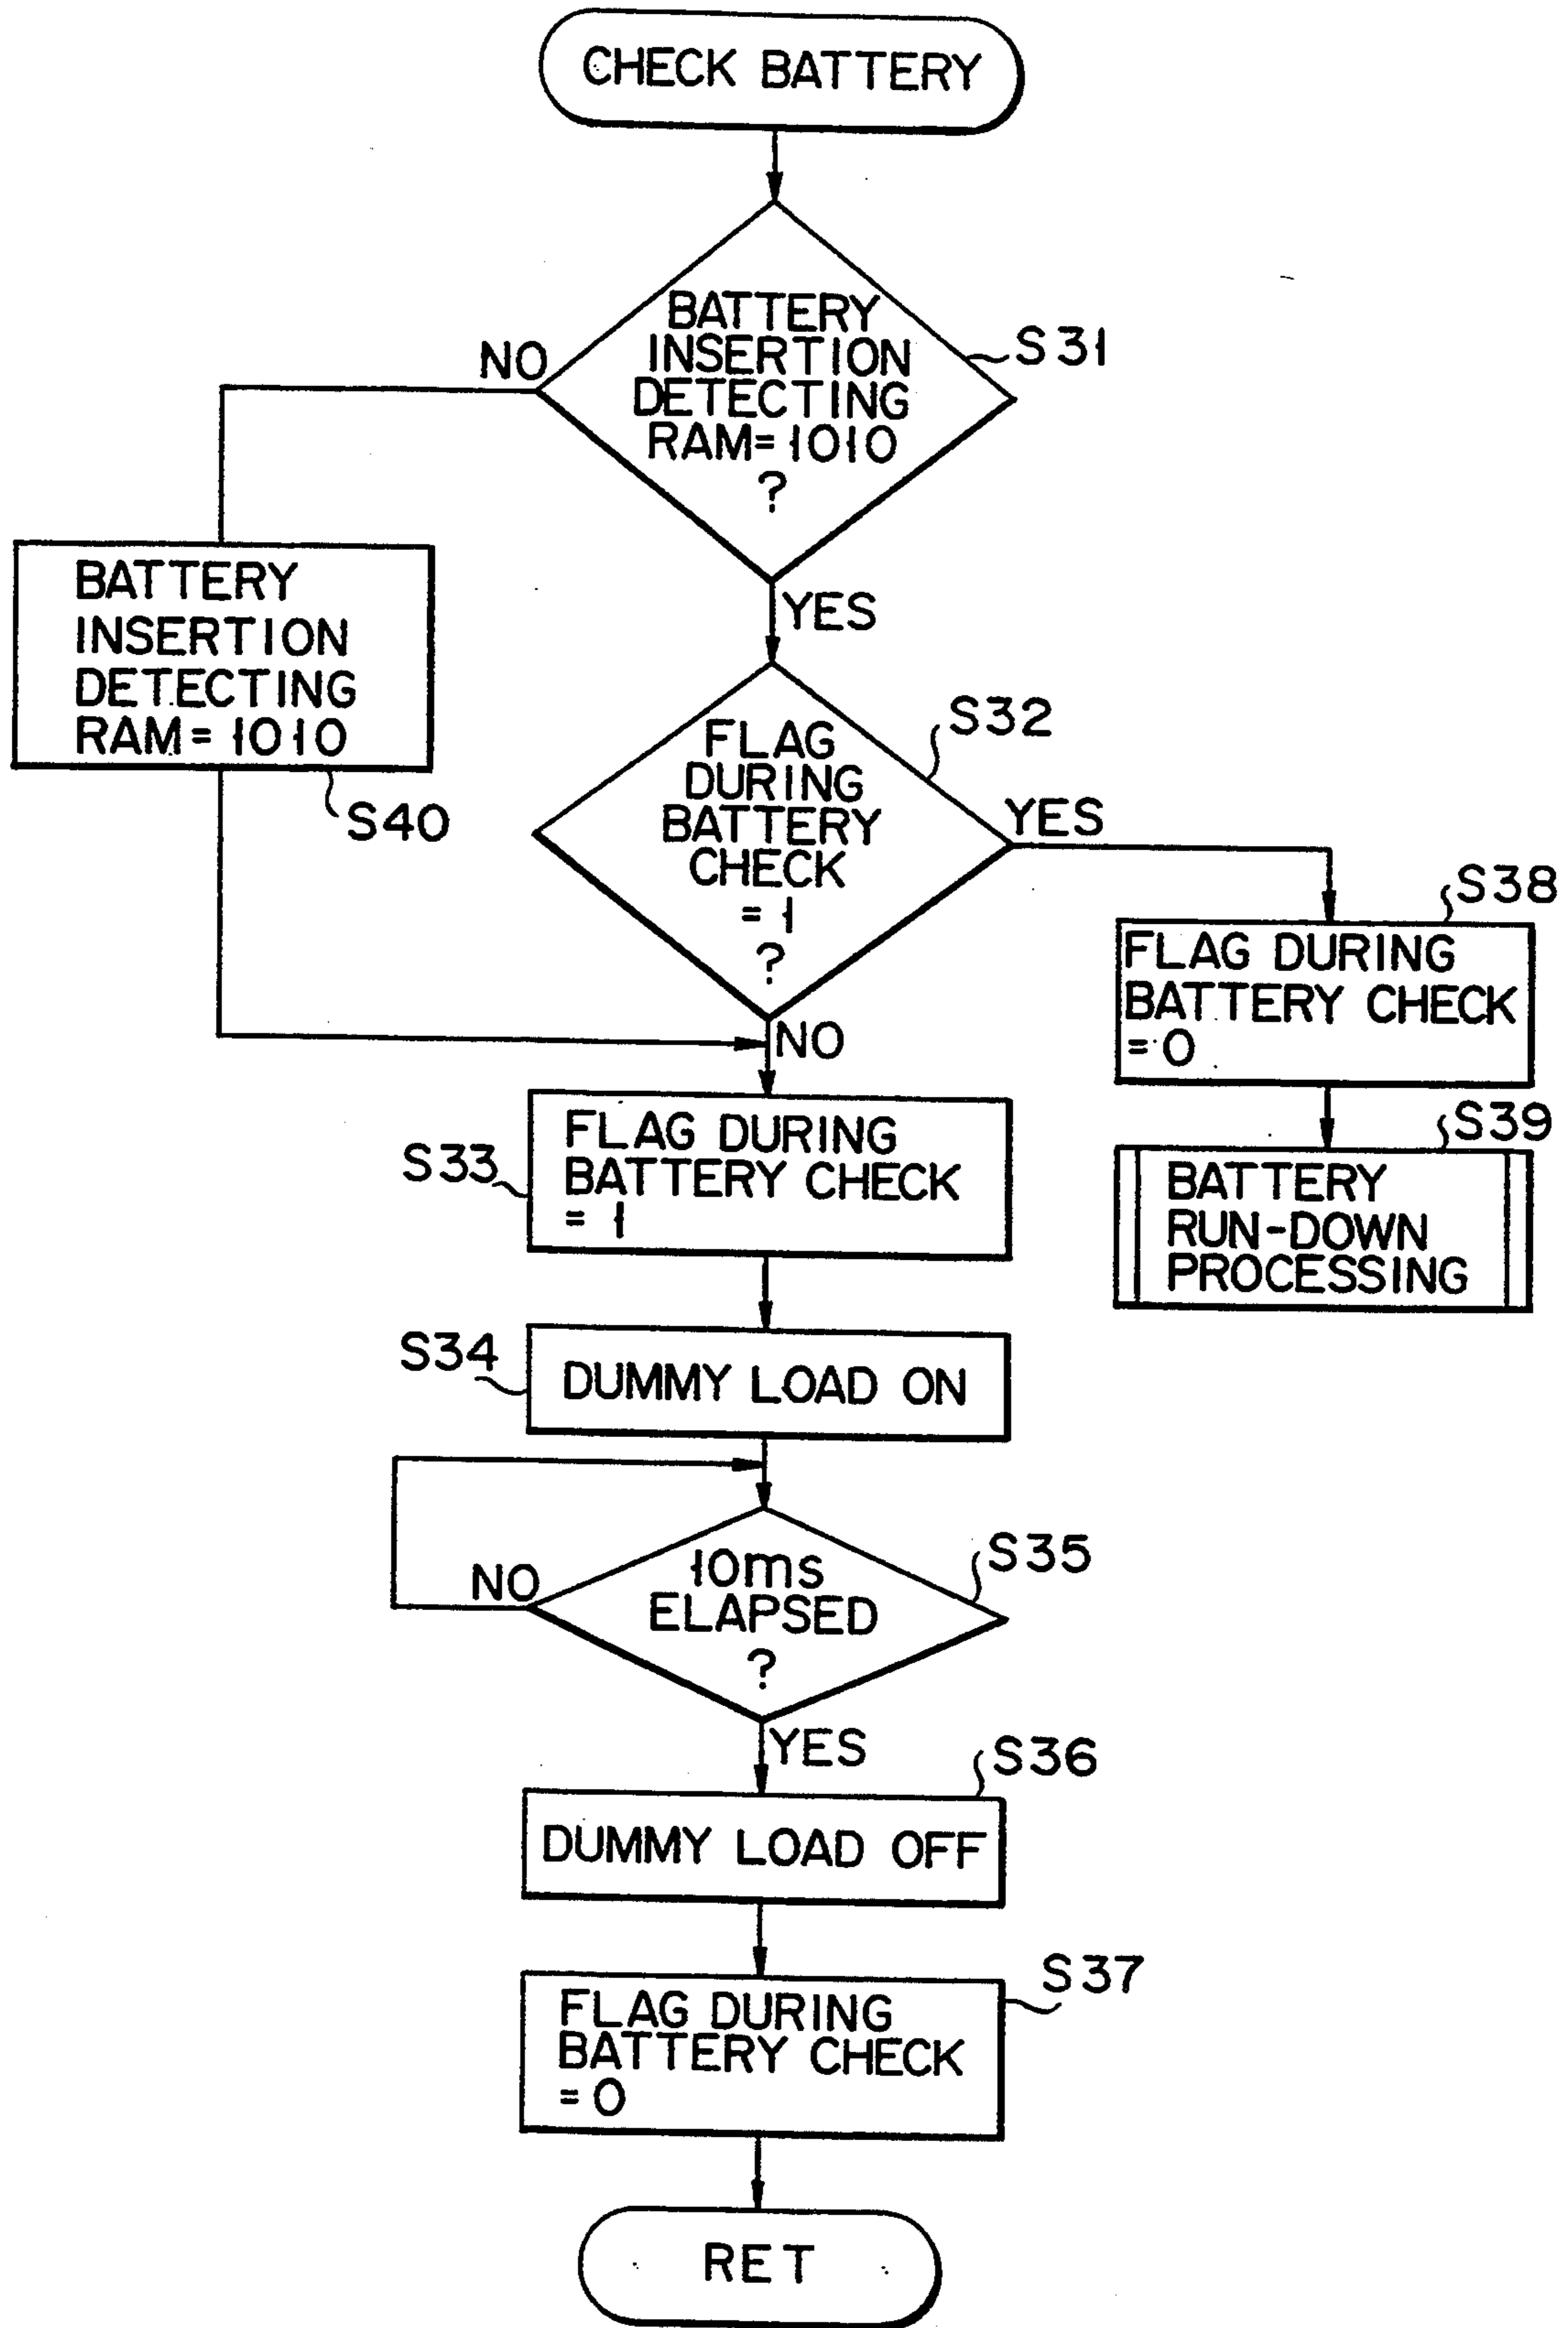 CHECK BATTERY
BATTERY
INSERTION
DETECTING
RAM=1010
?
S31
NO
YES
BATTERY
INSERTION
DETECTING
RAM=1010
S40
FLAG
DURING
BATTERY
CHECK
=1
?
S32
YES
NO
S38
FLAG DURING
BATTERY CHECK
=0
S39
BATTERY
RUN-DOWN
PROCESSING
S33
FLAG DURING
BATTERY CHECK
= 1
S34
DUMMY LOAD ON
10ms
ELAPSED
?
S35
NO
YES
S36
DUMMY LOAD OFF
S37
FLAG DURING
BATTERY CHECK
=0
RET